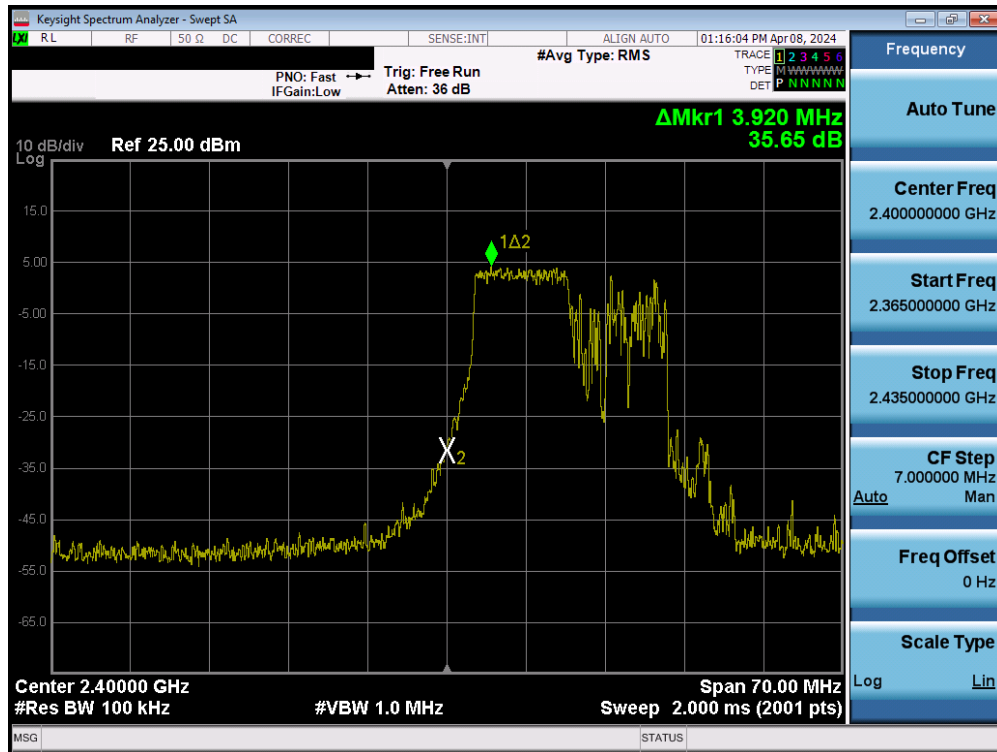 Keysight Spectrum Analyzer - Swept SA
LXI RL RF 50 Ω DC CORREC SENSE:INT ALIGN AUTO 01:16:04 PM Apr 08, 2024
Frequency
#Avg Type: RMS
TRACE 1 2 3 4 5 6
PNO: Fast Trig: Free Run
TYPE M W W W W W
IFGain:Low Atten: 36 dB
DET P N N N N N
Auto Tune
ΔMkr1 3.920 MHz
35.65 dB
10 dB/div Ref 25.00 dBm
Log
Center Freq
2.400000000 GHz
15.0
1Δ2
5.00
Start Freq
2.365000000 GHz
-5.00
-15.0
Stop Freq
2.435000000 GHz
-25.0
X2
-35.0
CF Step
7.000000 MHz
Auto Man
-45.0
Freq Offset
0 Hz
-55.0
-65.0
Scale Type
Log Lin
Center 2.40000 GHz Span 70.00 MHz
#Res BW 100 kHz #VBW 1.0 MHz Sweep 2.000 ms (2001 pts)
MSG STATUS